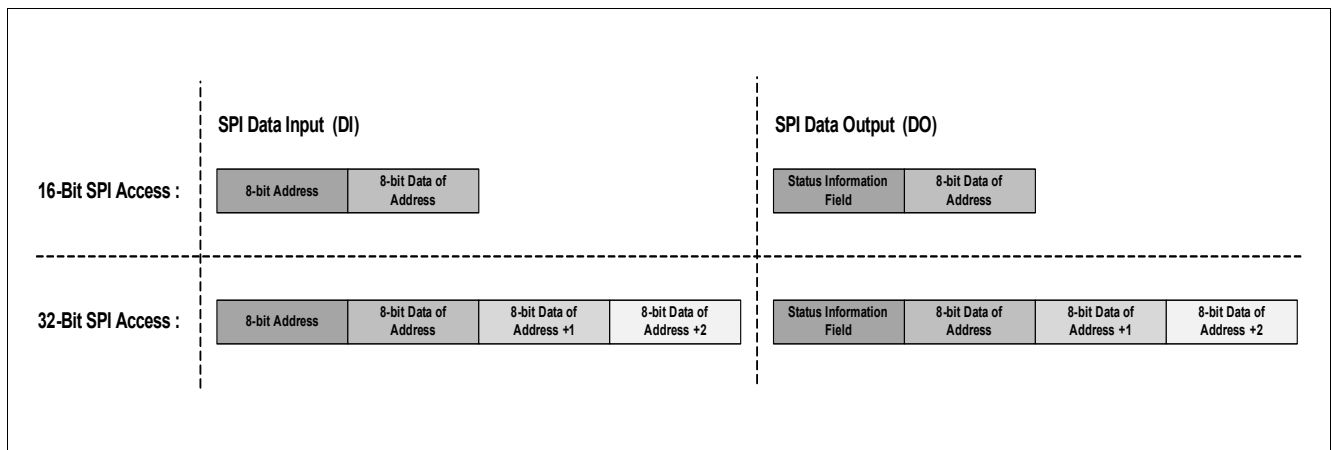 SPI Data Input (DI)
SPI Data Output (DO)
16-Bit SPI Access :
8-bit Address
8-bit Data of
Address
Status Information
Field
8-bit Data of
Address
32-Bit SPI Access :
8-bit Address
8-bit Data of
Address
8-bit Data of
Address +1
8-bit Data of
Address +2
Status Information
Field
8-bit Data of
Address
8-bit Data of
Address +1
8-bit Data of
Address +2